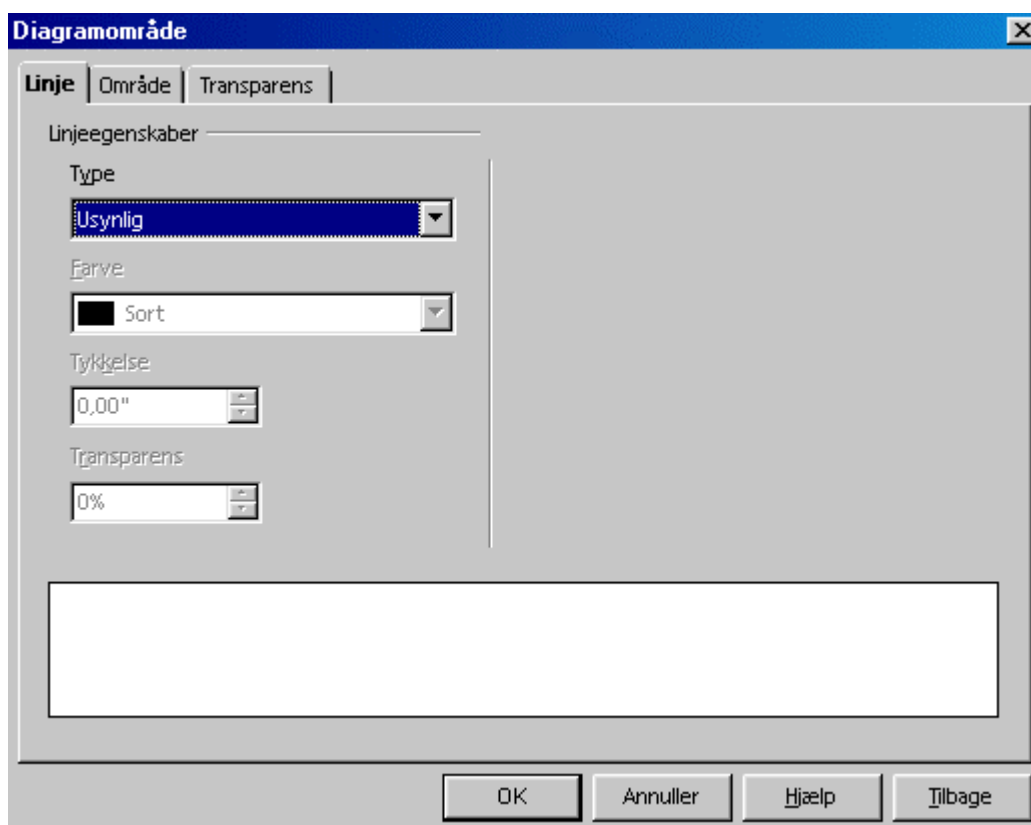 Diagramområde
Linje Område Transparens
Linjeegenskaber
Type
Usynlig
Farve
Sort
Tykkelse
0,00"
Transparens
0%
OK Annuller Hjælp Tilbage